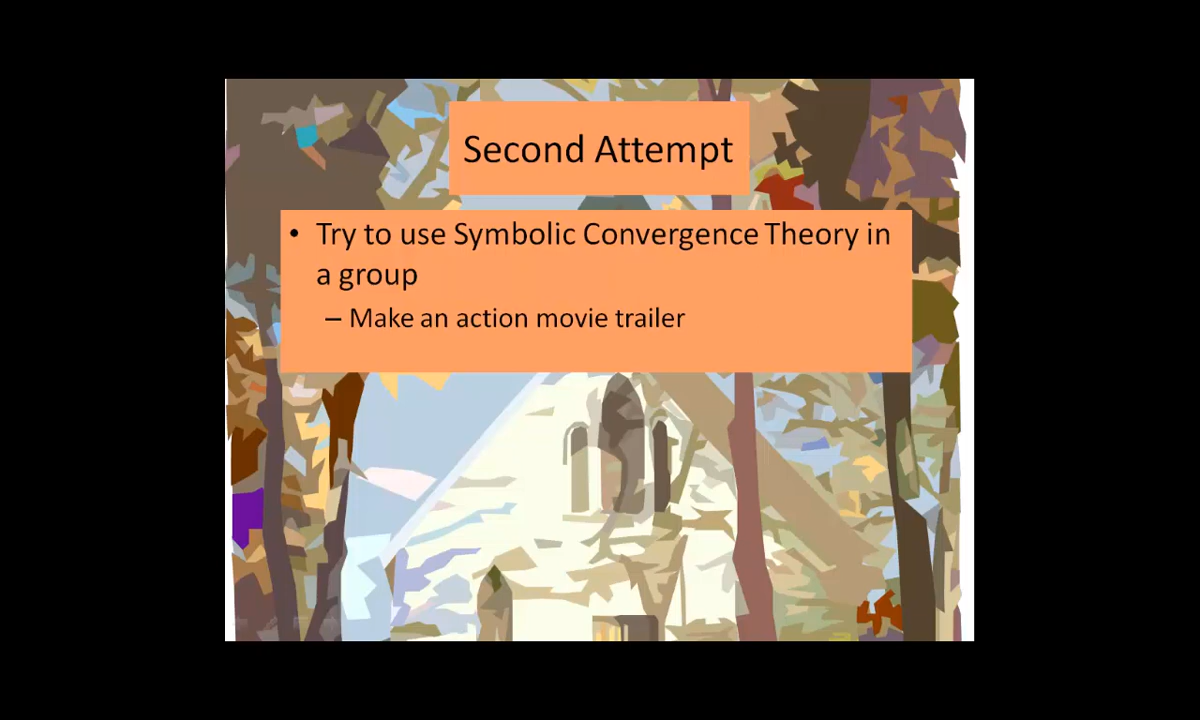 Second Attempt
• Try to use Symbolic Convergence Theory in
a group
– Make an action movie trailer